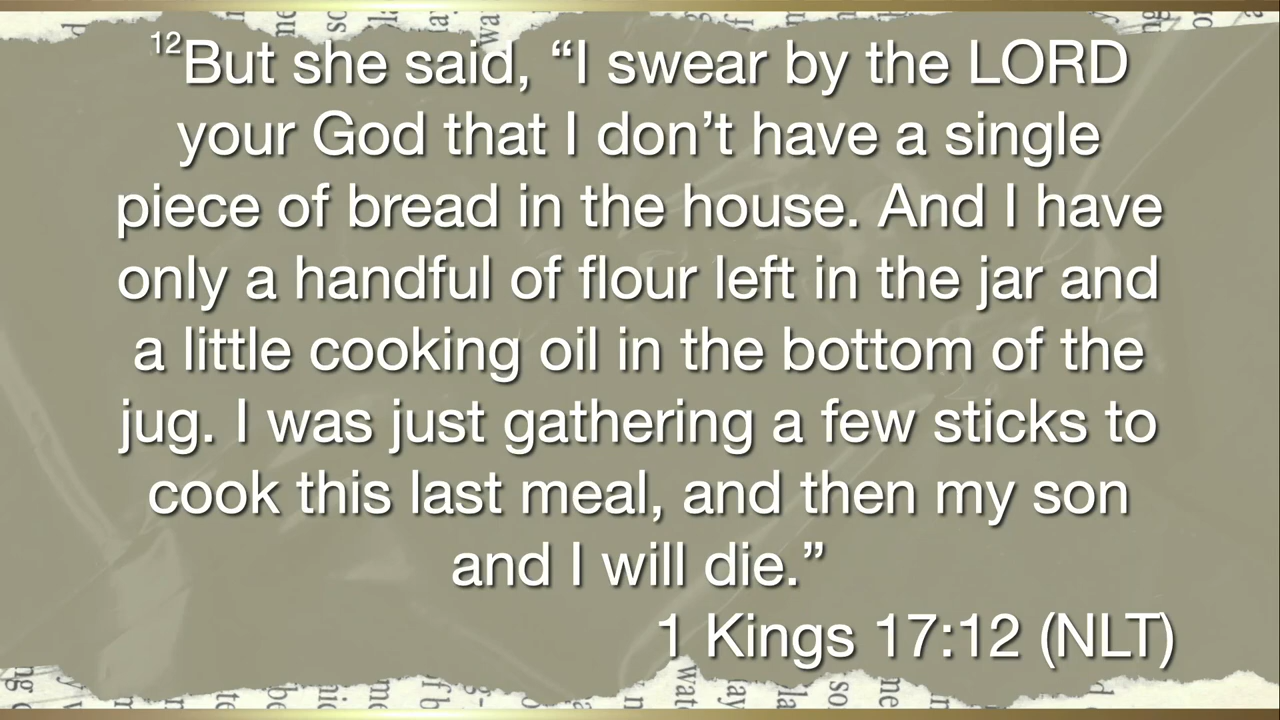 12But she said, “I swear by the LORD
your God that I don’t have a single
piece of bread in the house. And I have
only a handful of flour left in the jar and
a little cooking oil in the bottom of the
jug. I was just gathering a few sticks to
cook this last meal, and then my son
and I will die.”
1 Kings 17:12 (NLT)